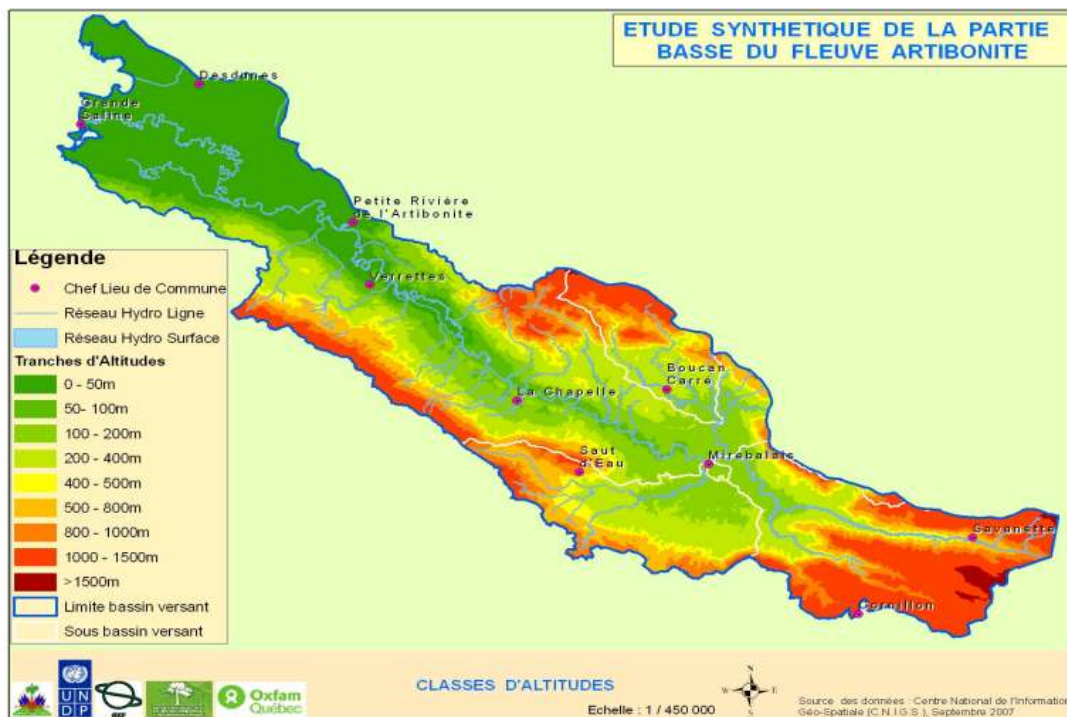 ETUDE SYNTHETIQUE DE LA PARTIE
BASSE DU FLEUVE ARTIBONITE
Desdunes
Grande
Saline
Petite Rivière
de l'Artibonite
Verrettes
Boucan
Carré
La Chapelle
Saut
d'Eau
Mirebalais
Savanette
Cornillon
Légende
Chef Lieu de Commune
Réseau Hydro Ligne
Réseau Hydro Surface
Tranches d'Altitudes
0 - 50m
50- 100m
100 - 200m
200 - 400m
400 - 500m
500 - 800m
800 - 1000m
1000 - 1500m
>1500m
Limite bassin versant
Sous bassin versant
U N
D P
Oxfam
Québec
CLASSES D'ALTITUDES
Echelle : 1 / 450 000
N
W E
S
Source des données : Centre National de l'Information
Géo-Spatiale (C.N.I.G.S.), Septembre 2007